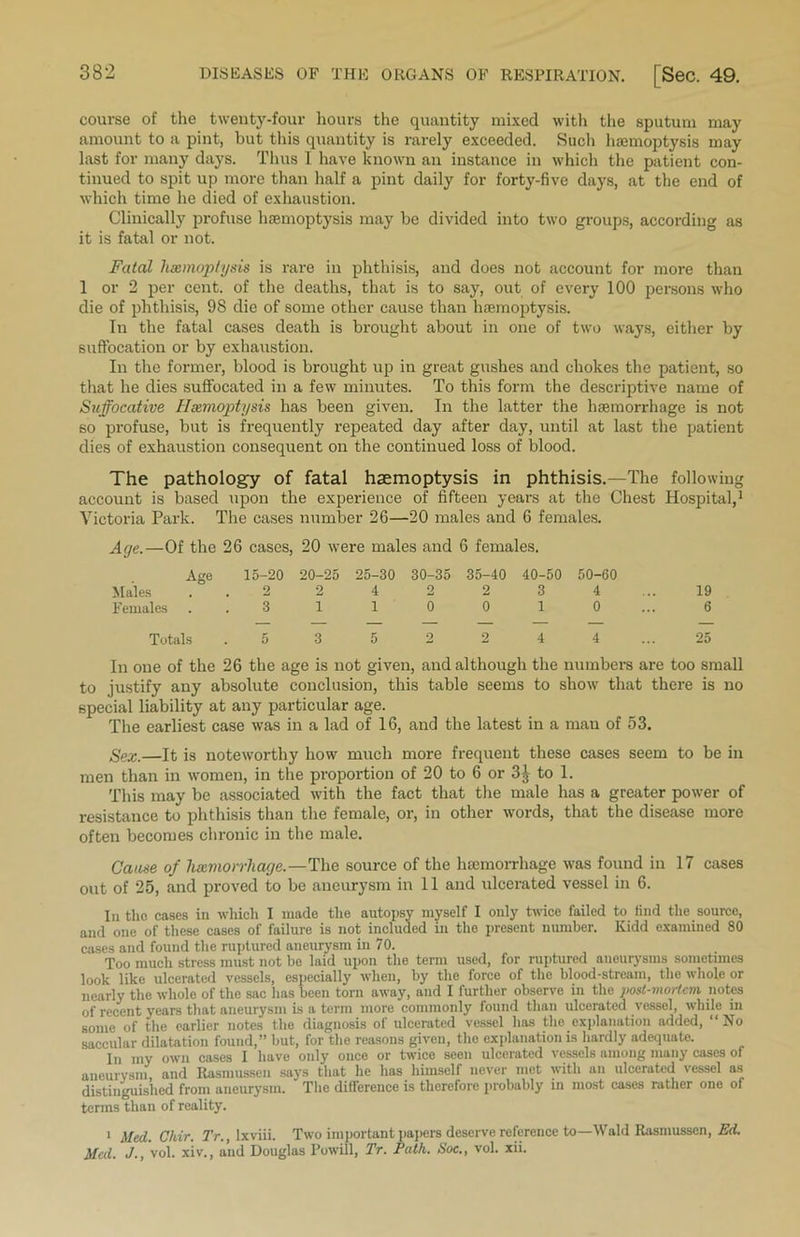 382 DISEASES OF THE ORGANS OF RESPIRATION. [Sec. 49.
course of the twenty-four hours the quantity mixed with the sputum may
amount to a pint, but this quantity is rarely exceeded. Such hæmoptysis may
last for many days. Thus I have known an instance in which the patient con-
tinued to spit up more than half a pint daily for forty-five days, at the end of
which time he died of exhaustion.
Clinically profuse hæmoptysis may be divided into two groups, according as
it is fatal or not.
Fatal hæmoptysis is rare in phthisis, and does not account for more than
1 or 2 per cent. of the deaths, that is to say, out of every 100 persons who
die of phthisis, 98 die of some other cause than hæmoptysis.
In the fatal cases death is brought about in one of two ways, either by
suffocation or by exhaustion.
In the former, blood is brought up in great gushes and chokes the patient, so
that he dies suffocated in a few minutes. To this form the descriptive name of
Suffocative Hæmoptysis has been given. In the latter the hæmorrhage is not
so profuse, but is frequently repeated day after day, until at last the patient
dies of exhaustion consequent on the continued loss of blood.
The pathology of fatal hæmoptysis in phthisis.—The following
account is based upon the experience of fifteen years at the Chest Hospital,¹
Victoria Park. The cases number 26—20 males and 6 females.
Age.—Of the 26 cases, 20 were males and 6 females.
Age 15-20 20-25 25-30 30-35 35-40 40-50 50-60
Males . . 2 2 4 2 2 3 4 ... 19
Females . . 3 1 1 0 0 1 0 ... 6
Totals . 5 3 5 2 2 4 4 ... 25
In one of the 26 the age is not given, and although the numbers are too small
to justify any absolute conclusion, this table seems to show that there is no
special liability at any particular age.
The earliest case was in a lad of 16, and the latest in a man of 53.
Sex.—It is noteworthy how much more frequent these cases seem to be in
men than in women, in the proportion of 20 to 6 or 3½ to 1.
This may be associated with the fact that the male has a greater power of
resistance to phthisis than the female, or, in other words, that the disease more
often becomes chronic in the male.
Cause of hæmorrhage.—The source of the hæmorrhage was found in 17 cases
out of 25, and proved to be aneurysm in 11 and ulcerated vessel in 6.
In the cases in which I made the autopsy myself I only twice failed to find the source,
and one of these cases of failure is not included in the present number. Kidd examined 80
cases and found the ruptured aneurysm in 70.
Too much stress must not be laid upon the term used, for ruptured aneurysms sometimes
look like ulcerated vessels, especially when, by the force of the blood-stream, the whole or
nearly the whole of the sac has been torn away, and I further observe in the post-mortem notes
of recent years that aneurysm is a term more commonly found than ulcerated vessel, while in
some of the earlier notes the diagnosis of ulcerated vessel has the explanation added, "No
saccular dilatation found," but, for the reasons given, the explanation is hardly adequate.
In my own cases I have only once or twice seen ulcerated vessels among many cases of
aneurysm, and Rasmussen says that he has himself never met with an ulcerated vessel as
distinguished from aneurysm. The difference is therefore probably in most cases rather one of
terms than of reality.
¹ Med. Chir. Tr., lxviii. Two important papers deserve reference to—Wald Rasmussen, Ed.
Med. J., vol. xiv., and Douglas Powill, Tr. Path. Soc., vol. xii.